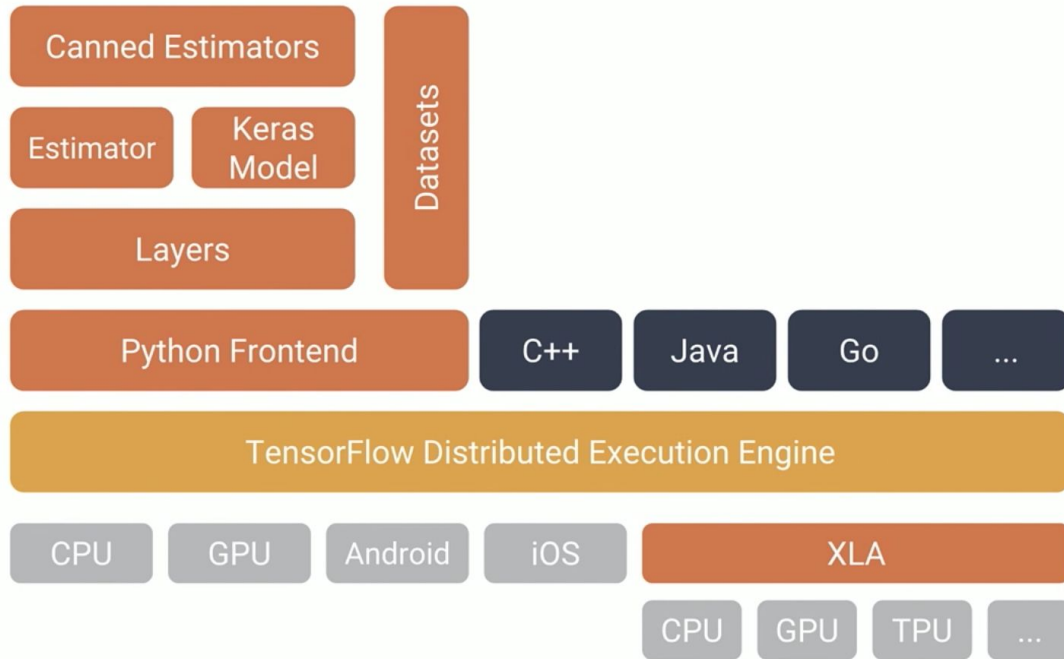 Canned Estimators
Datasets
Estimator
Keras
Model
Layers
Python Frontend
C++
Java
Go
...
TensorFlow Distributed Execution Engine
CPU
GPU
Android
iOS
XLA
CPU
GPU
TPU
...